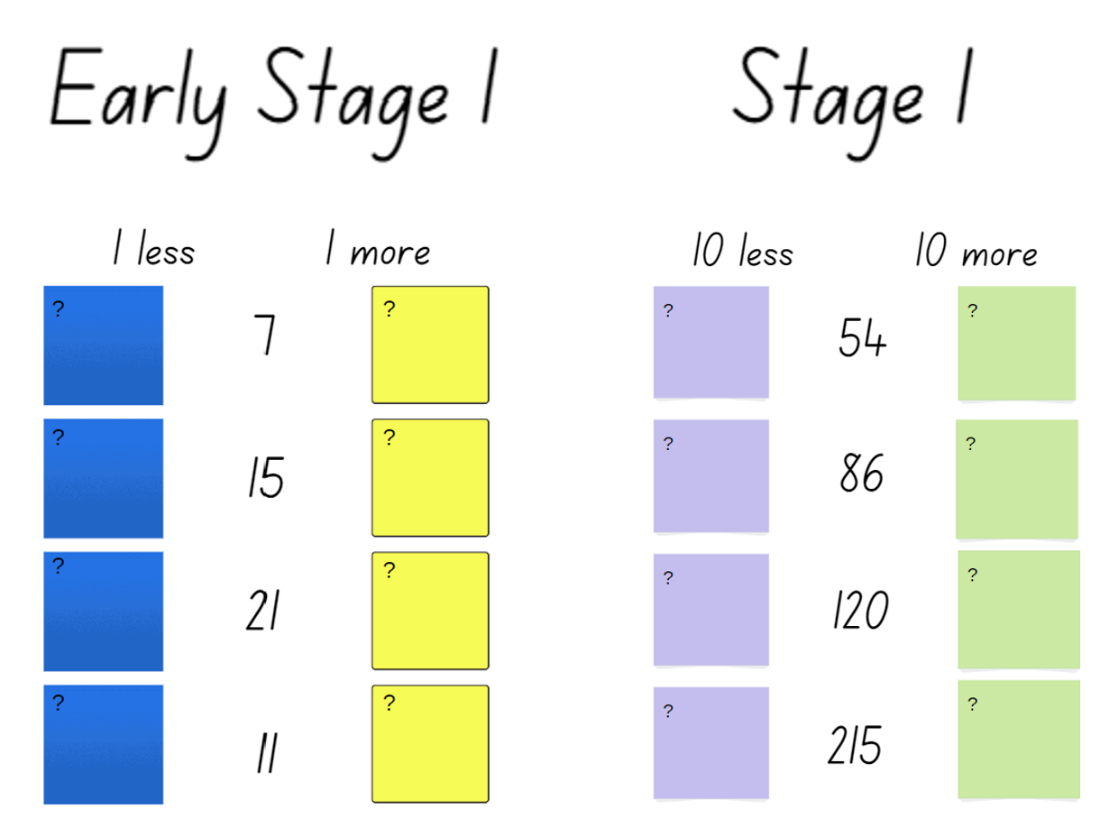 Early Stage 1
1 less 1 more
? 7 ?
? 15 ?
? 21 ?
? 11 ?
Stage 1
10 less 10 more
? 54 ?
? 86 ?
? 120 ?
? 215 ?